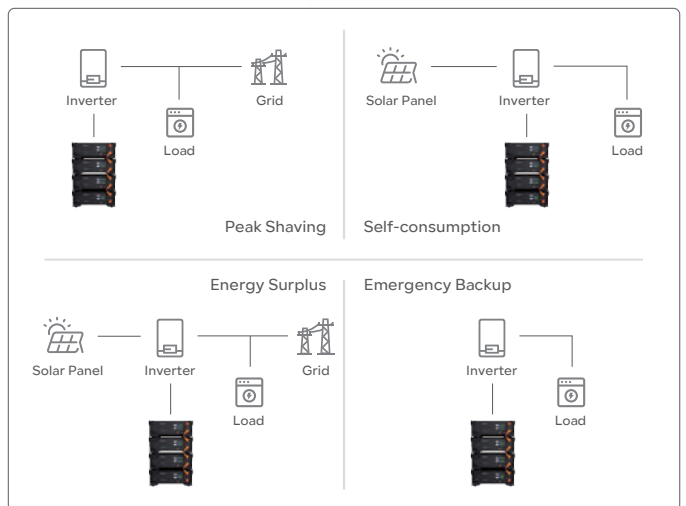 Inverter
Grid
Load
Peak Shaving
Solar Panel
Inverter
Load
Self-consumption
Energy Surplus
Solar Panel
Inverter
Grid
Load
Emergency Backup
Inverter
Load